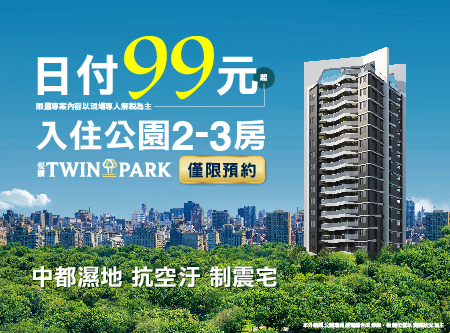 日付99元起
限量專案內容以現場專人解說為主
入住公園2-3房
TWIN PARK 僅限預約
中都濕地 抗空汙 制震宅